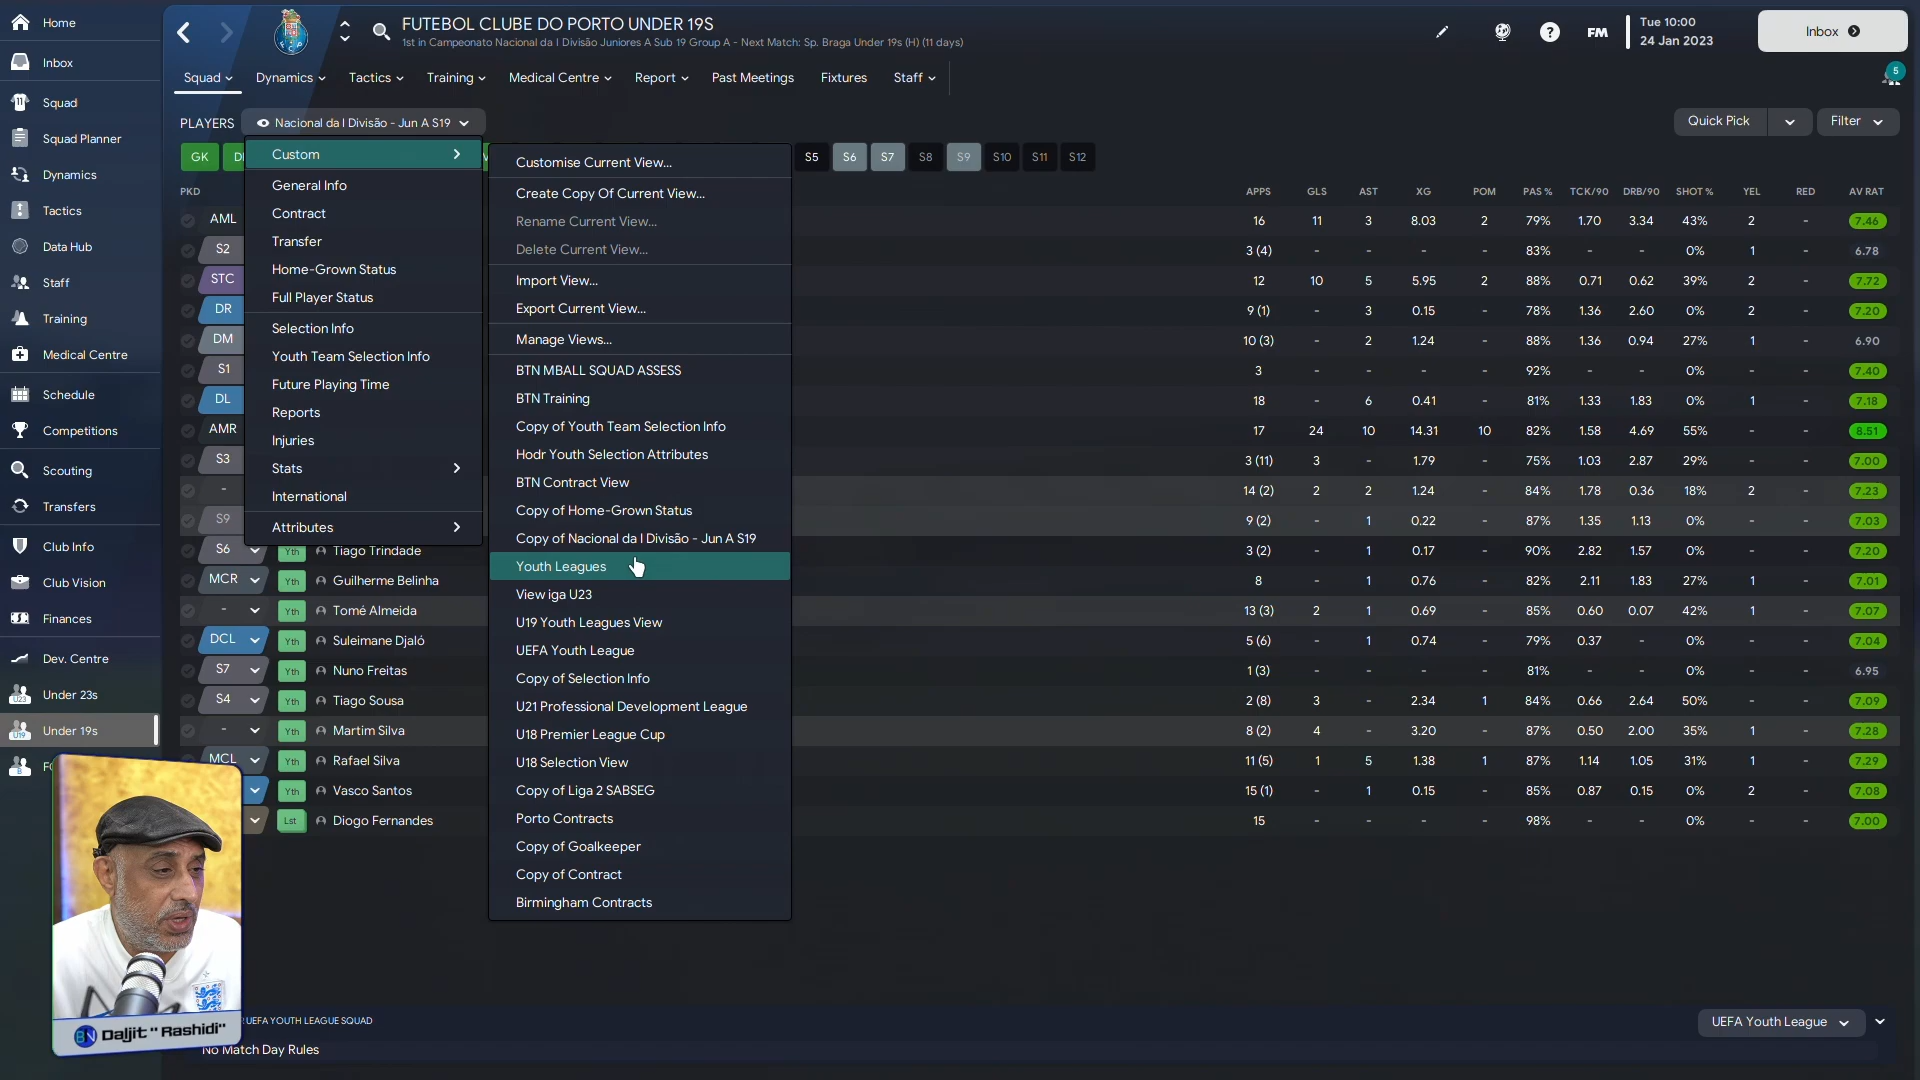 Home
Inbox
Squad
Squad Planner
Dynamics
Tactics
Data Hub
Staff
Training
Medical Centre
Schedule
Competitions
Scouting
Transfers
Club Info
Club Vision
Finances
Dev. Centre
Under 23s
Under 19s
FUTEBOL CLUBE DO PORTO UNDER 19S
1st in Campeonato Nacional da I Divisão Juniores A Sub 19 Group A - Next Match: Sp. Braga Under 19s (H) (11 days)
FM
Tue 10:00
24 Jan 2023
Inbox
Squad Dynamics Tactics Training Medical Centre Report Past Meetings Fixtures Staff
5
PLAYERS Nacional da I Divisão - Jun A S19
Quick Pick Filter
GK S5 S6 S7 S8 S9 S10 S11 S12
Custom
General Info
Contract
Transfer
Home-Grown Status
Full Player Status
Selection Info
Youth Team Selection Info
Future Playing Time
Reports
Injuries
Stats
International
Attributes
Customise Current View...
Create Copy Of Current View...
Rename Current View...
Delete Current View...
Import View...
Export Current View...
Manage Views...
BTN MBALL SQUAD ASSESS
BTN Training
Copy of Youth Team Selection Info
Hodr Youth Selection Attributes
BTN Contract View
Copy of Home-Grown Status
Copy of Nacional da I Divisão - Jun A S19
Youth Leagues
View iga U23
U19 Youth Leagues View
UEFA Youth League
Copy of Selection Info
U21 Professional Development League
U18 Premier League Cup
U18 Selection View
Copy of Liga 2 SABSEG
Porto Contracts
Copy of Goalkeeper
Copy of Contract
Birmingham Contracts
PKD APPS GLS AST XG POM PAS % TCK/90 DRB/90 SHOT % YEL RED AV RAT
AML 16 11 3 8.03 2 79% 1.70 3.34 43% 2 - 7.46
S2 3 (4) - - - - 83% - - 0% 1 - 6.78
STC 12 10 5 5.95 2 88% 0.71 0.62 39% 2 - 7.72
DR 9 (1) - 3 0.15 - 78% 1.36 2.60 0% 2 - 7.20
DM 10 (3) - 2 1.24 - 88% 1.36 0.94 27% 1 - 6.90
S1 3 - - - - 92% - - 0% - - 7.40
DL 18 - 6 0.41 - 81% 1.33 1.83 0% 1 - 7.18
AMR 17 24 10 14.31 10 82% 1.58 4.69 55% - - 8.51
S3 3 (11) 3 - 1.79 - 75% 1.03 2.87 29% - - 7.00
- 14 (2) 2 2 1.24 - 84% 1.78 0.36 18% 2 - 7.23
S9 9 (2) - 1 0.22 - 87% 1.35 1.13 0% - - 7.03
S6 Yth Tiago Trindade 3 (2) - 1 0.17 - 90% 2.82 1.57 0% - - 7.20
MCR Yth Guilherme Belinha 8 - 1 0.76 - 82% 2.11 1.83 27% 1 - 7.01
- Yth Tomé Almeida 13 (3) 2 1 0.69 - 85% 0.60 0.07 42% 1 - 7.07
DCL Yth Suleimane Djaló 5 (6) - 1 0.74 - 79% 0.37 - 0% - - 7.04
S7 Yth Nuno Freitas 1 (3) - - - - 81% - - 0% - - 6.95
S4 Yth Tiago Sousa 2 (8) 3 - 2.34 1 84% 0.66 2.64 50% - - 7.09
- Yth Martim Silva 8 (2) 4 - 3.20 - 87% 0.50 2.00 35% 1 - 7.28
MCL Yth Rafael Silva 11 (5) 1 5 1.38 1 87% 1.14 1.05 31% 1 - 7.29
Yth Vasco Santos 15 (1) - 1 0.15 - 85% 0.87 0.15 0% 2 - 7.08
Lst Diogo Fernandes 15 - - - - 98% - - 0% - - 7.00
UEFA YOUTH LEAGUE SQUAD
UEFA Youth League
No Match Day Rules
Daljit "Rashidi"